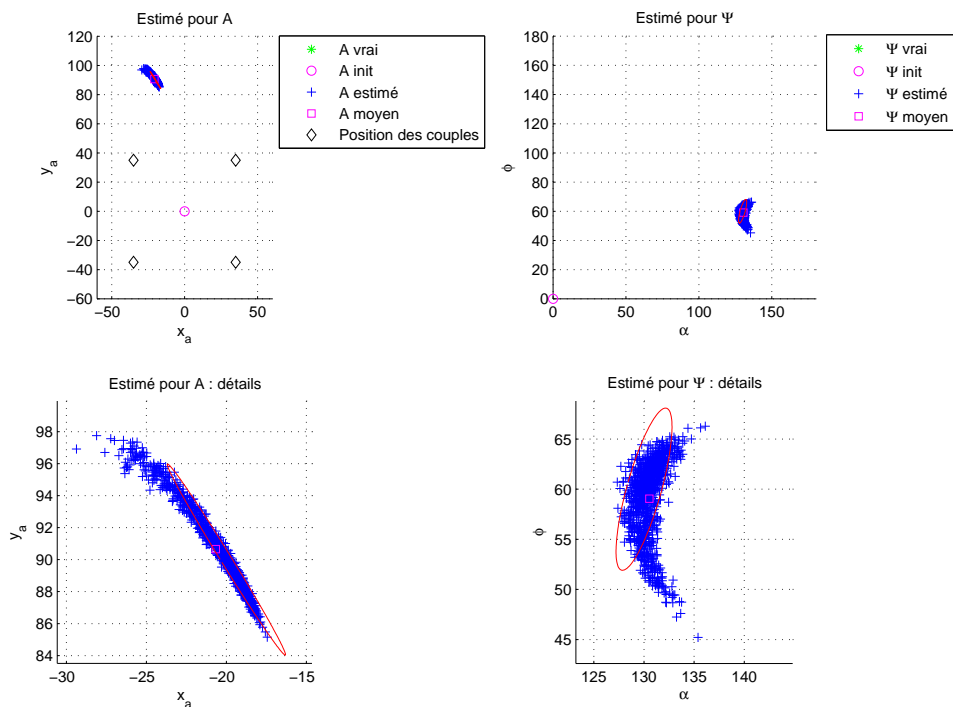 Estimé pour A
120
100
80
60
40
20
0
−20
−40
−60
−50
0
50
x_a
y_a
A vrai
A init
A estimé
A moyen
Position des couples
Estimé pour Ψ
180
160
140
120
100
80
60
40
20
0
0
50
100
150
α
ϕ
Ψ vrai
Ψ init
Ψ estimé
Ψ moyen
Estimé pour A : détails
98
96
94
92
90
88
86
84
−30
−25
−20
−15
x_a
y_a
Estimé pour Ψ : détails
65
60
55
50
45
125
130
135
140
α
ϕ